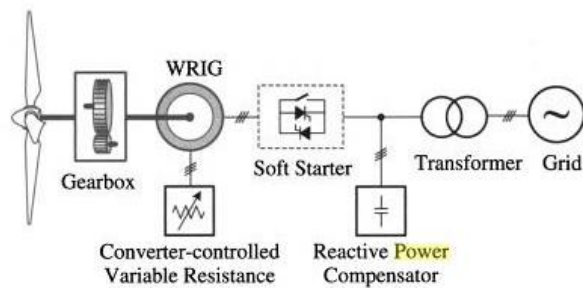 WRIG
Gearbox
Soft Starter
Transformer
Grid
Converter-controlled
Variable Resistance
Reactive Power
Compensator